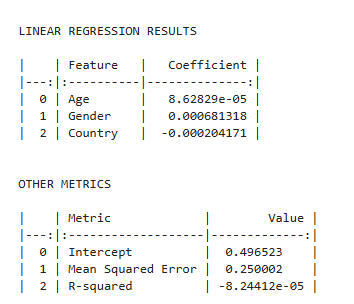 LINEAR REGRESSION RESULTS
|    | Feature   |   Coefficient |
|---:|:----------|--------------:|
|  0 | Age       |   8.62829e-05 |
|  1 | Gender    |   0.000681318 |
|  2 | Country   |  -0.000204171 |
OTHER METRICS
|    | Metric             |        Value |
|---:|:-------------------|-------------:|
|  0 | Intercept          |  0.496523    |
|  1 | Mean Squared Error |  0.250002    |
|  2 | R-squared          | -8.24412e-05 |